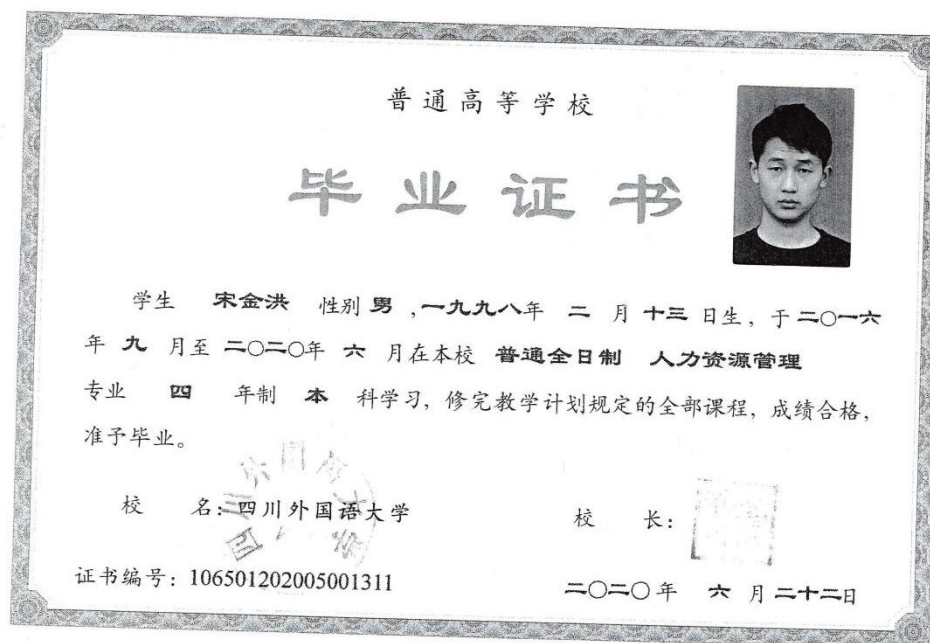 普通高等学校
毕业证书
学生 宋金洪 性别 男 ,一九九八年 二 月 十三 日生, 于 二〇一六
年 九 月至 二〇二〇年 六 月在本校 普通全日制 人力资源管理
专业 四 年制 本 科学习, 修完教学计划规定的全部课程, 成绩合格,
准予毕业。
校 名: 四川外国语大学
校 长:
证书编号: 106501202005001311
二〇二〇年 六 月 二十二日